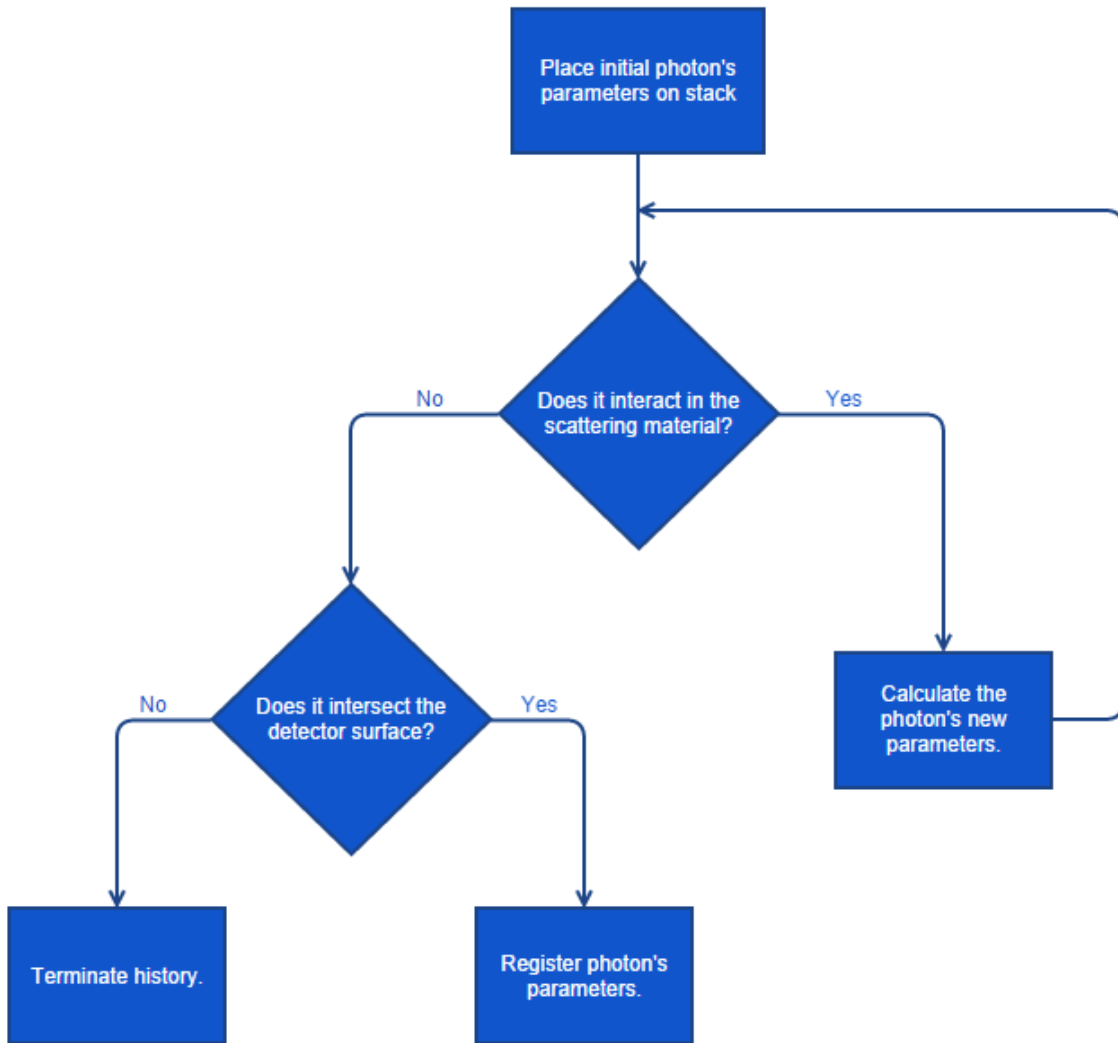 Place initial photon's
parameters on stack
No
Does it interact in the
scattering material?
Yes
No
Does it intersect the
detector surface?
Yes
Calculate the
photon's new
parameters.
Terminate history.
Register photon's
parameters.